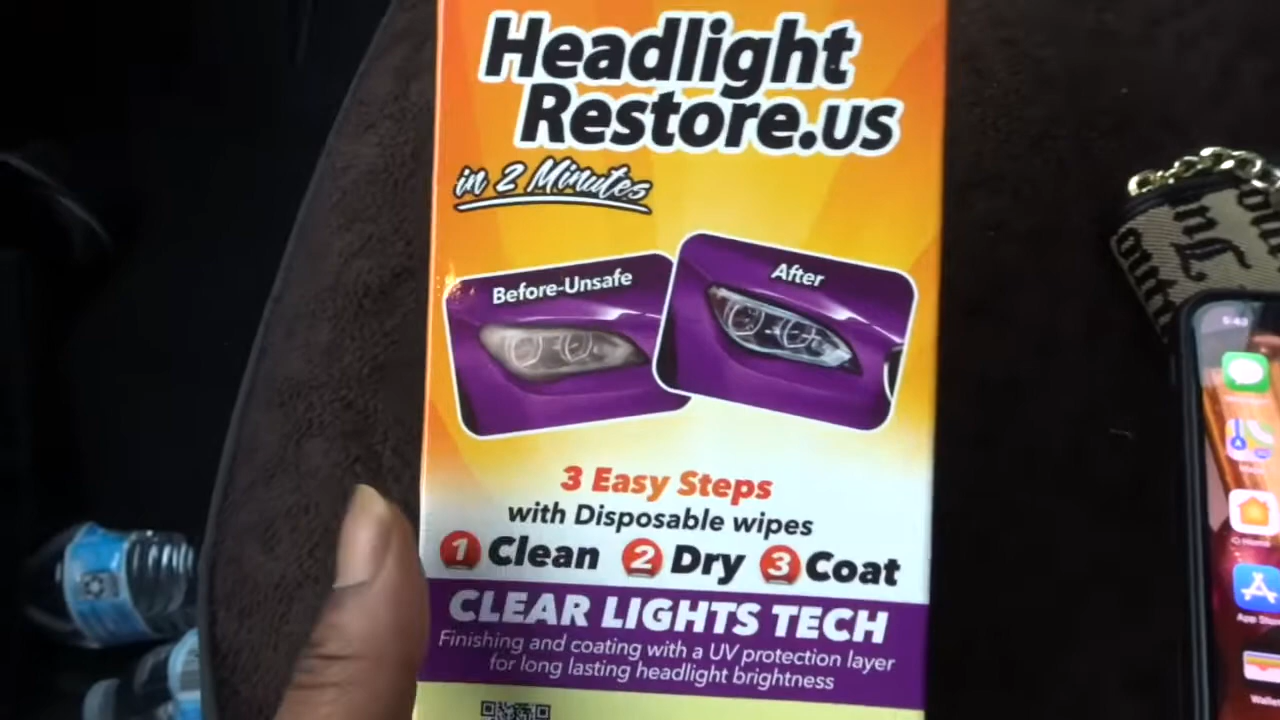 Headlight
Restore.us
in 2 Minutes
Before-Unsafe
After
3 Easy Steps
with Disposable wipes
1 Clean 2 Dry 3 Coat
CLEAR LIGHTS TECH
Finishing and coating with a UV protection layer
for long lasting headlight brightness